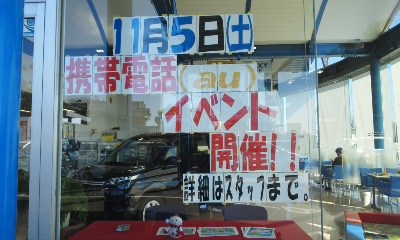 11月5日(土)
携帯電話(au)
イベント
開催!!
詳細はスタッフまで。